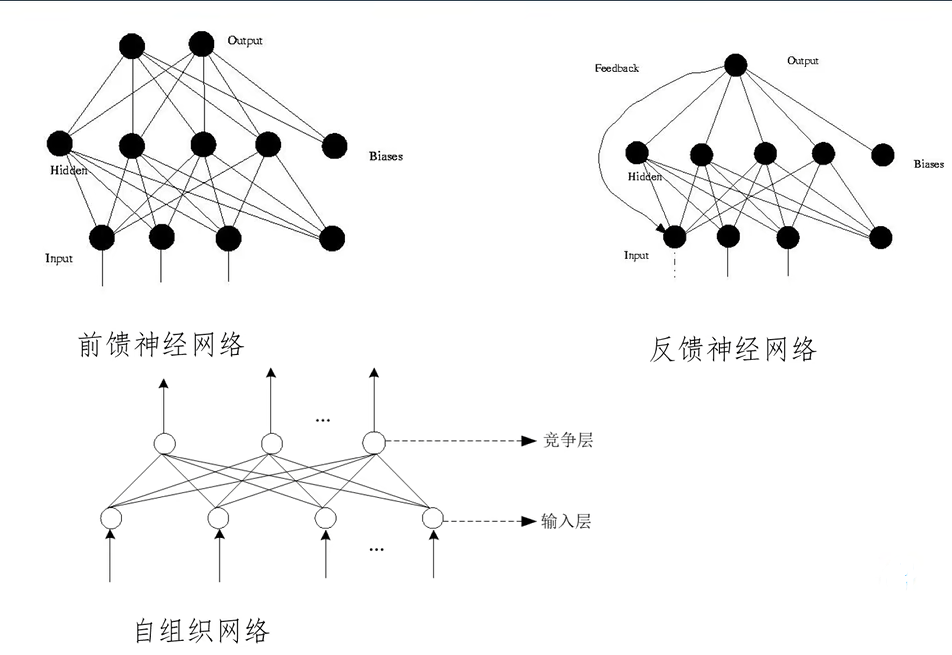 Output
Biases
Hidden
Input
前馈神经网络
Feedback
Output
Biases
Hidden
Input
反馈神经网络
...
竞争层
输入层
...
自组织网络